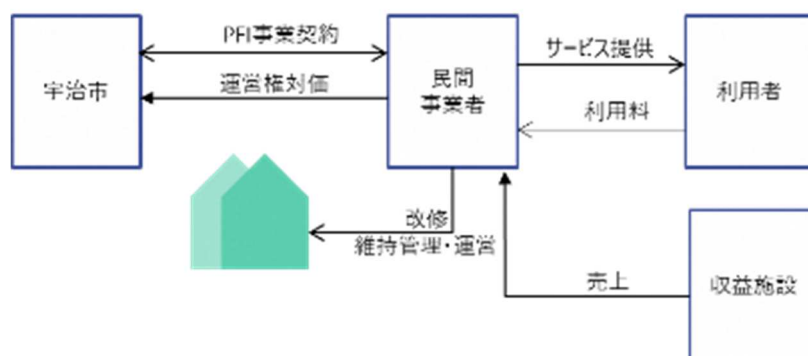 PFI事業契約
運営権対価
宇治市
民間
事業者
サービス提供
利用料
利用者
改修
維持管理・運営
売上
収益施設